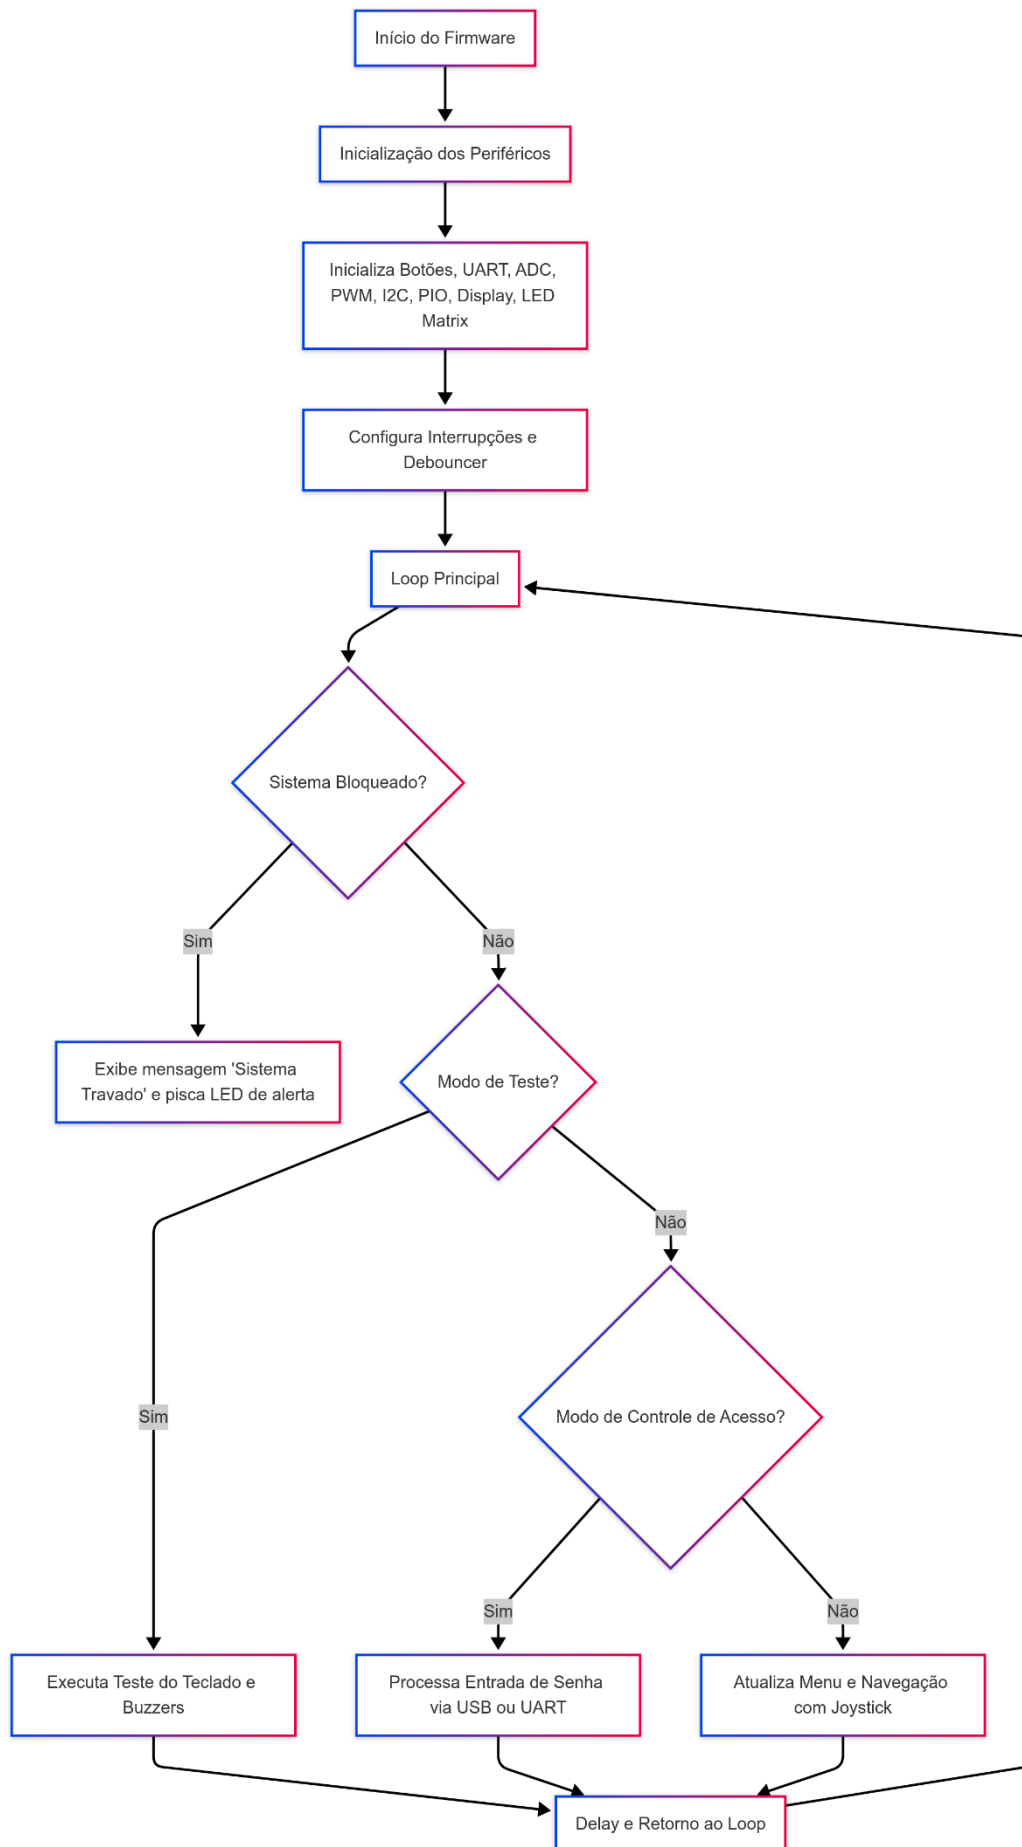 Início do Firmware
Inicialização dos Periféricos
Inicializa Botões, UART, ADC,
PWM, I2C, PIO, Display, LED
Matrix
Configura Interrupções e
Debouncer
Loop Principal
Sistema Bloqueado?
Sim
Não
Exibe mensagem 'Sistema
Travado' e pisca LED de alerta
Modo de Teste?
Não
Sim
Modo de Controle de Acesso?
Sim
Não
Executa Teste do Teclado e
Buzzers
Processa Entrada de Senha
via USB ou UART
Atualiza Menu e Navegação
com Joystick
Delay e Retorno ao Loop